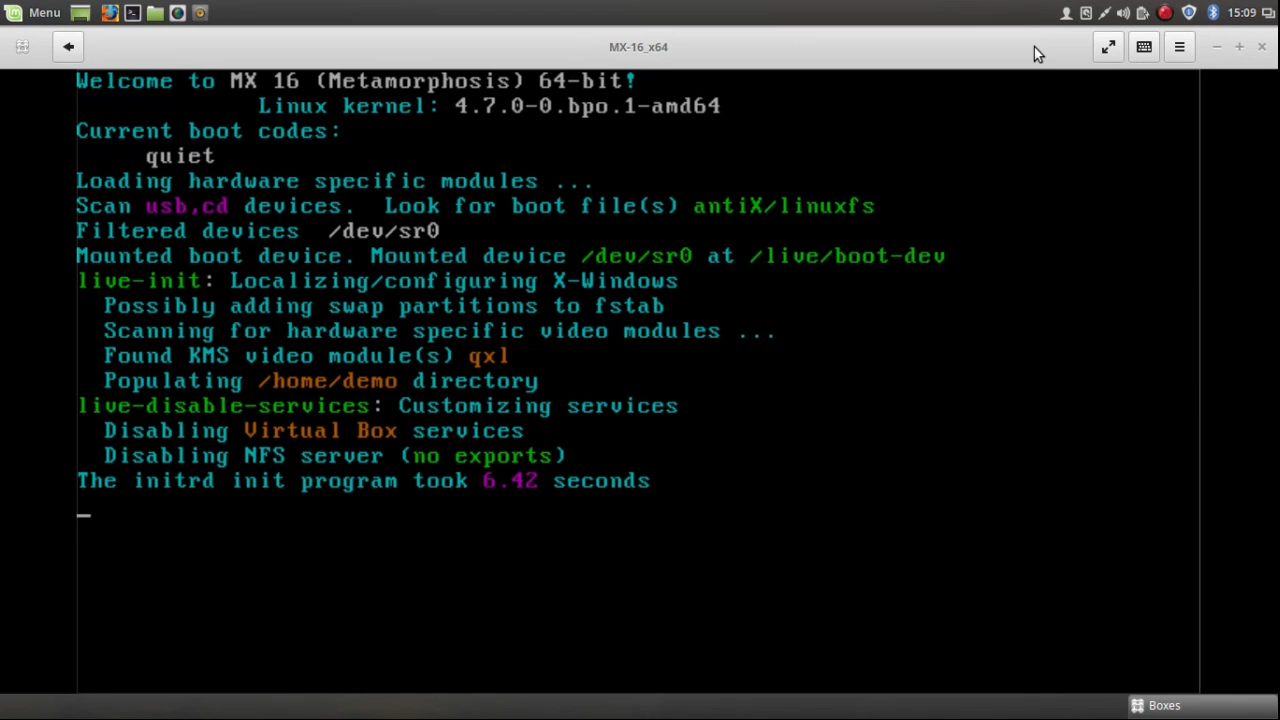 Menu
15:09
MX-16_x64
Welcome to MX 16 (Metamorphosis) 64-bit!
Linux kernel: 4.7.0-0.bpo.1-amd64
Current boot codes:
quiet
Loading hardware specific modules ...
Scan usb,cd devices.  Look for boot file(s) antiX/linuxfs
Filtered devices  /dev/sr0
Mounted boot device. Mounted device /dev/sr0 at /live/boot-dev
live-init: Localizing/configuring X-Windows
Possibly adding swap partitions to fstab
Scanning for hardware specific video modules ...
Found KMS video module(s) qxl
Populating /home/demo directory
live-disable-services: Customizing services
Disabling Virtual Box services
Disabling NFS server (no exports)
The initrd init program took 6.42 seconds
_
Boxes